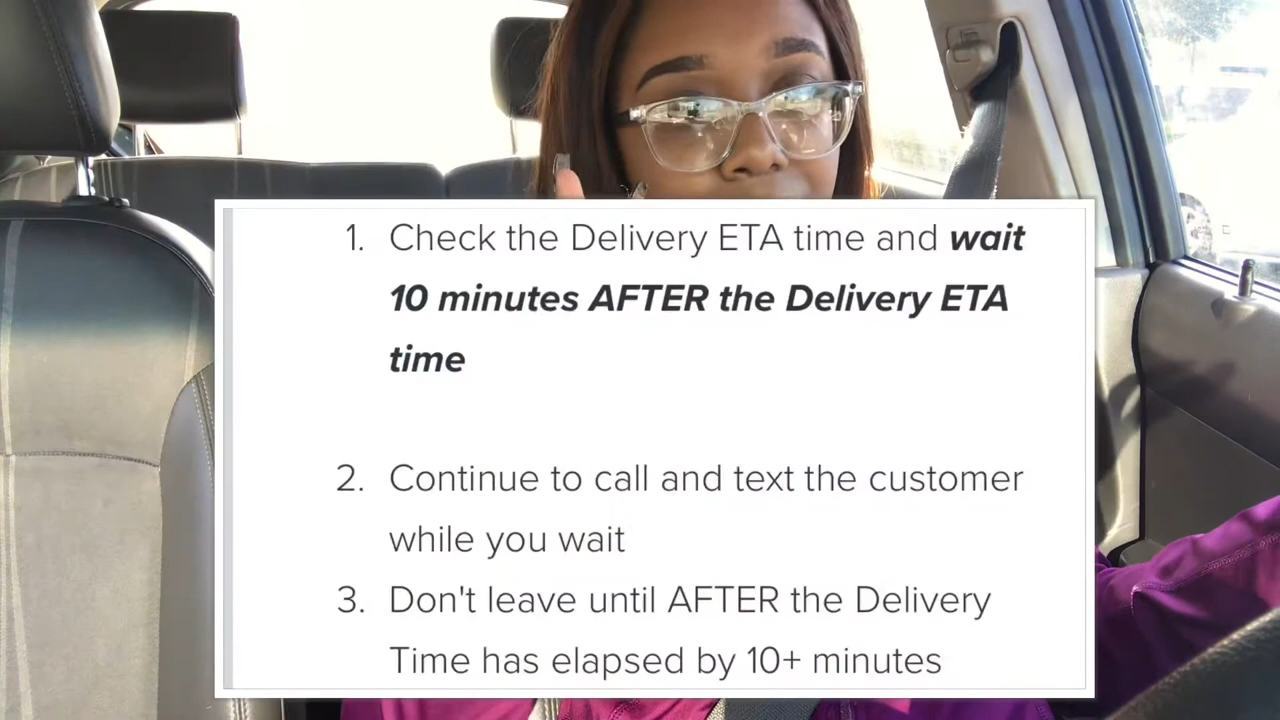 1. Check the Delivery ETA time and wait
10 minutes AFTER the Delivery ETA
time
2. Continue to call and text the customer
while you wait
3. Don't leave until AFTER the Delivery
Time has elapsed by 10+ minutes